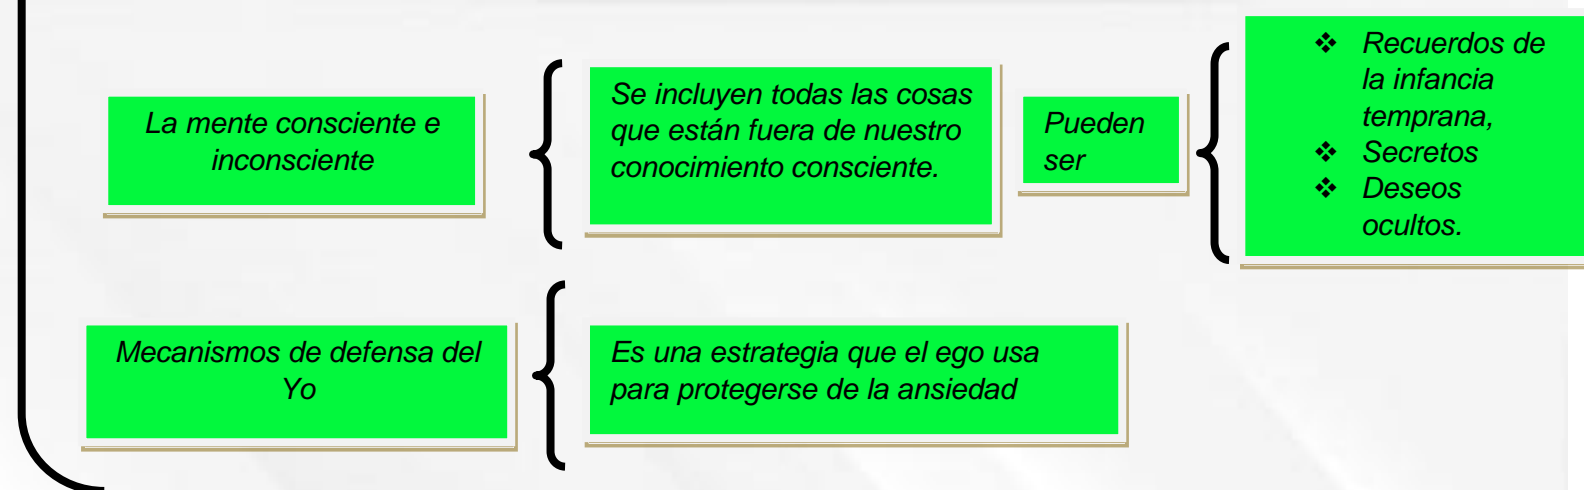 La mente consciente e
inconsciente
Se incluyen todas las cosas
que están fuera de nuestro
conocimiento consciente.
Pueden
ser
❖ Recuerdos de
la infancia
temprana,
❖ Secretos
❖ Deseos
ocultos.
Mecanismos de defensa del
Yo
Es una estrategia que el ego usa
para protegerse de la ansiedad